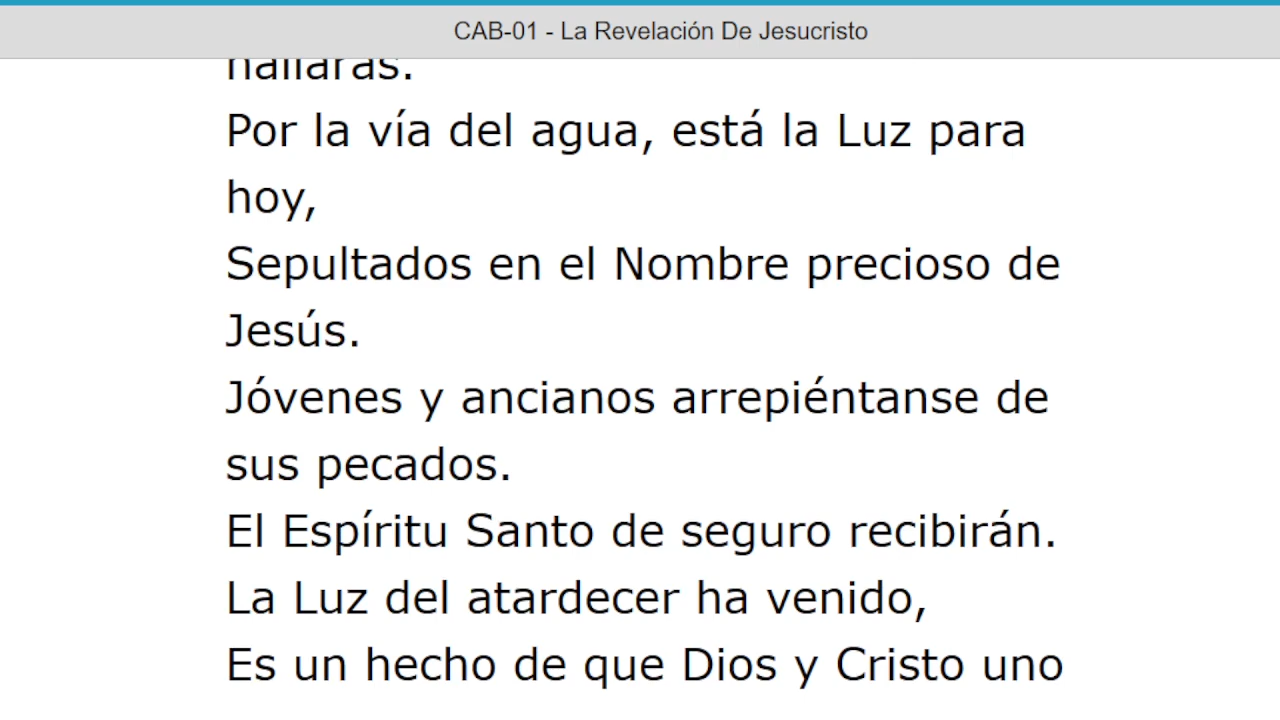 CAB-01 - La Revelación De Jesucristo
hallarás.
Por la vía del agua, está la Luz para
hoy,
Sepultados en el Nombre precioso de
Jesús.
Jóvenes y ancianos arrepiéntanse de
sus pecados.
El Espíritu Santo de seguro recibirán.
La Luz del atardecer ha venido,
Es un hecho de que Dios y Cristo uno